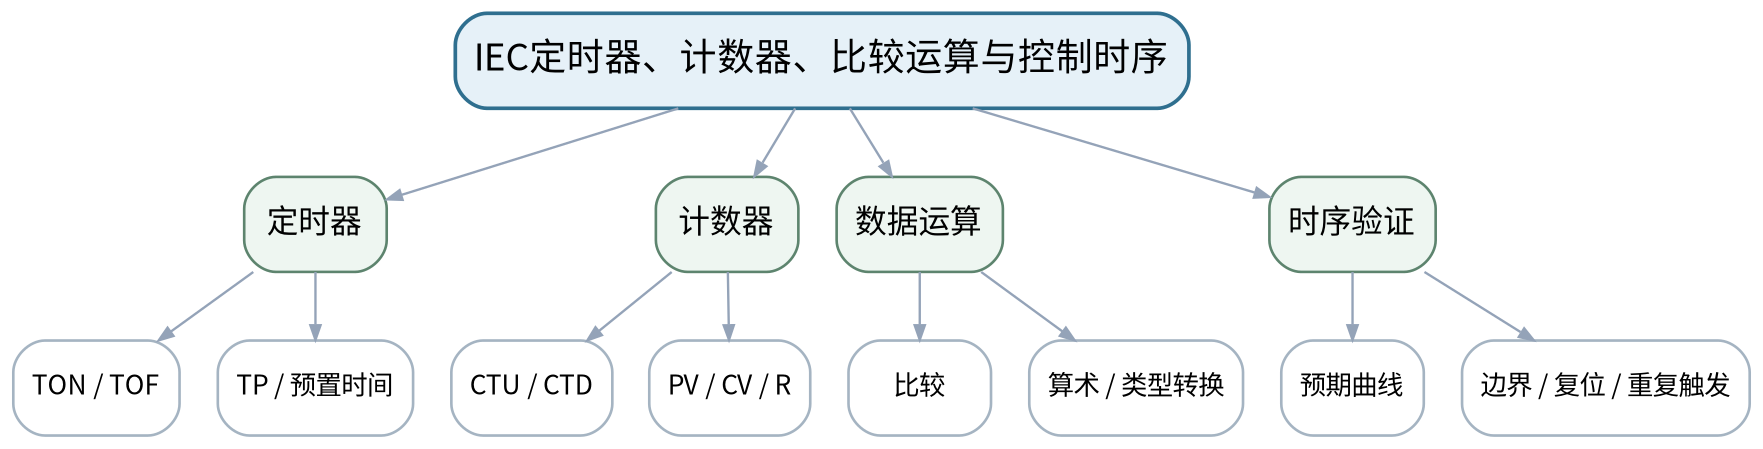 IEC定时器、计数器、比较运算与控制时序
定时器
计数器
数据运算
时序验证
TON / TOF
TP / 预置时间
CTU / CTD
PV / CV / R
比较
算术 / 类型转换
预期曲线
边界 / 复位 / 重复触发